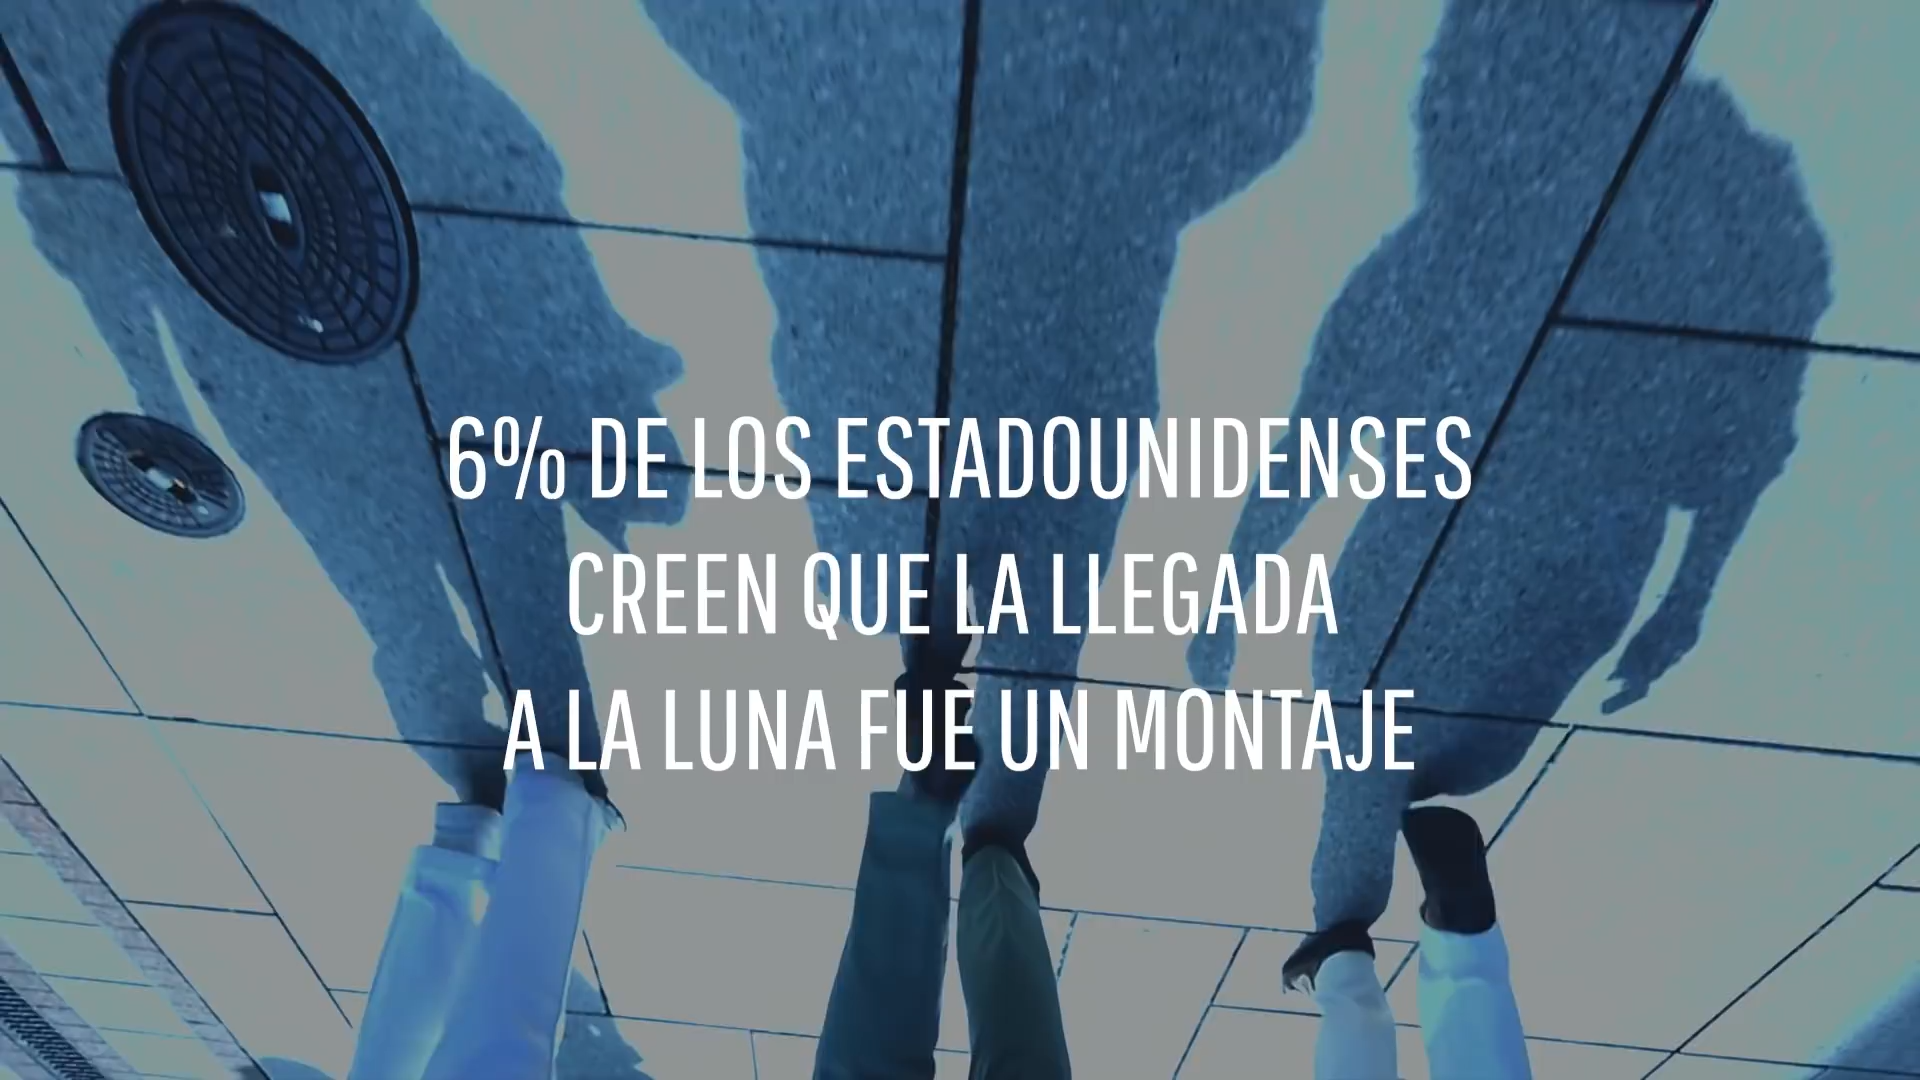 6% DE LOS ESTADOUNIDENSES
CREEN QUE LA LLEGADA
A LA LUNA FUE UN MONTAJE